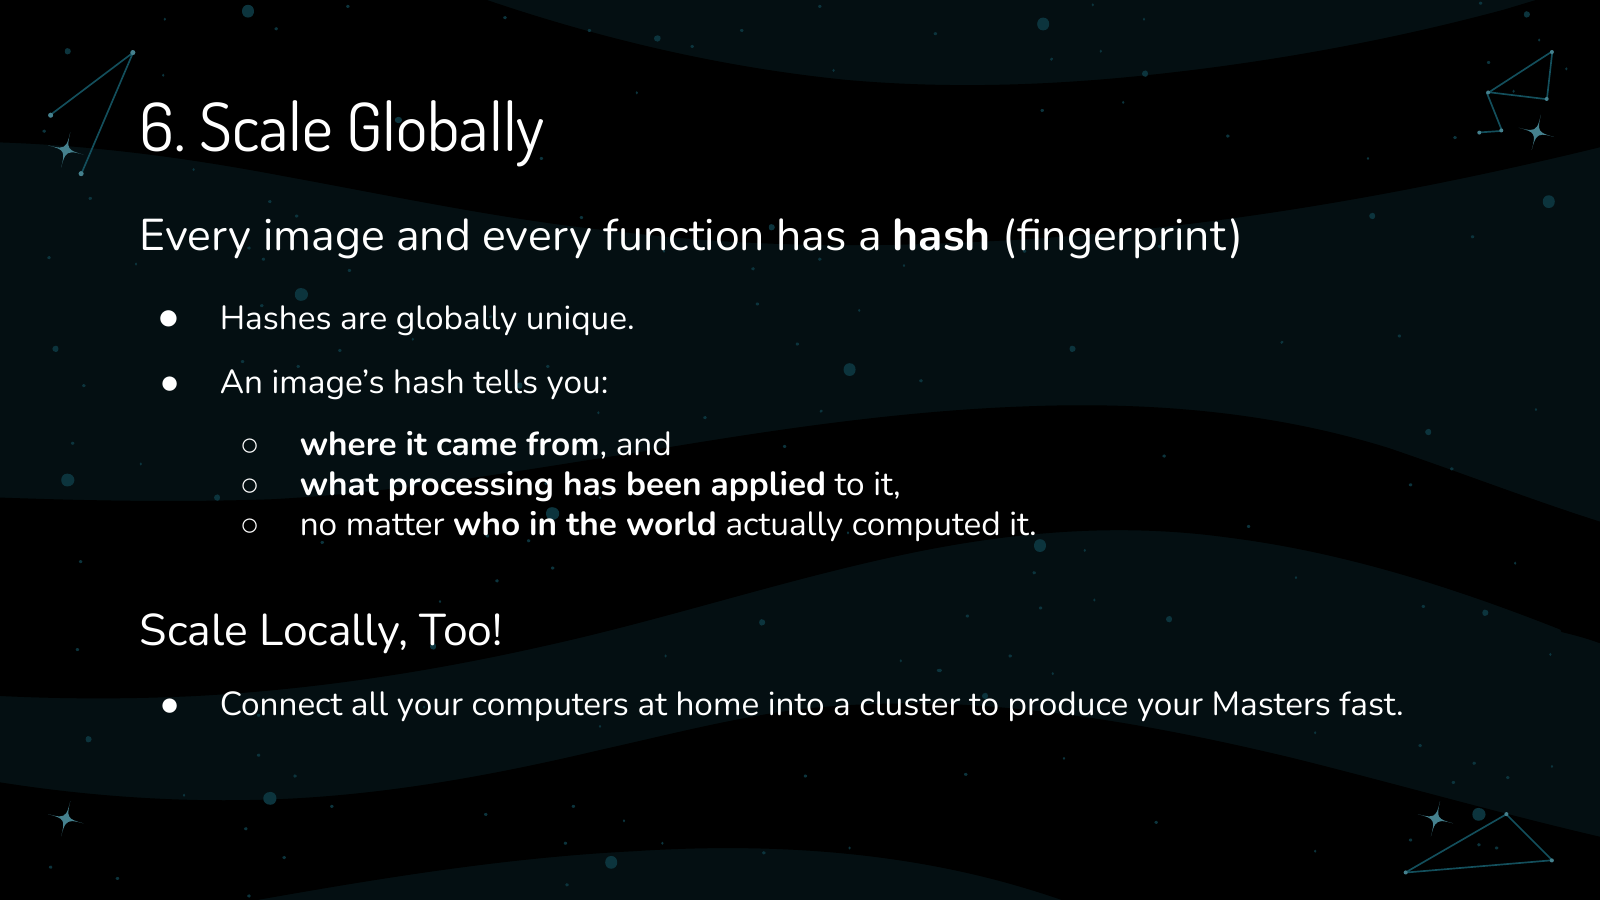 6. Scale Globally
Every image and every function has a hash (fingerprint)
● Hashes are globally unique.
● An image’s hash tells you:
○ where it came from, and
○ what processing has been applied to it,
○ no matter who in the world actually computed it.
Scale Locally, Too!
● Connect all your computers at home into a cluster to produce your Masters fast.